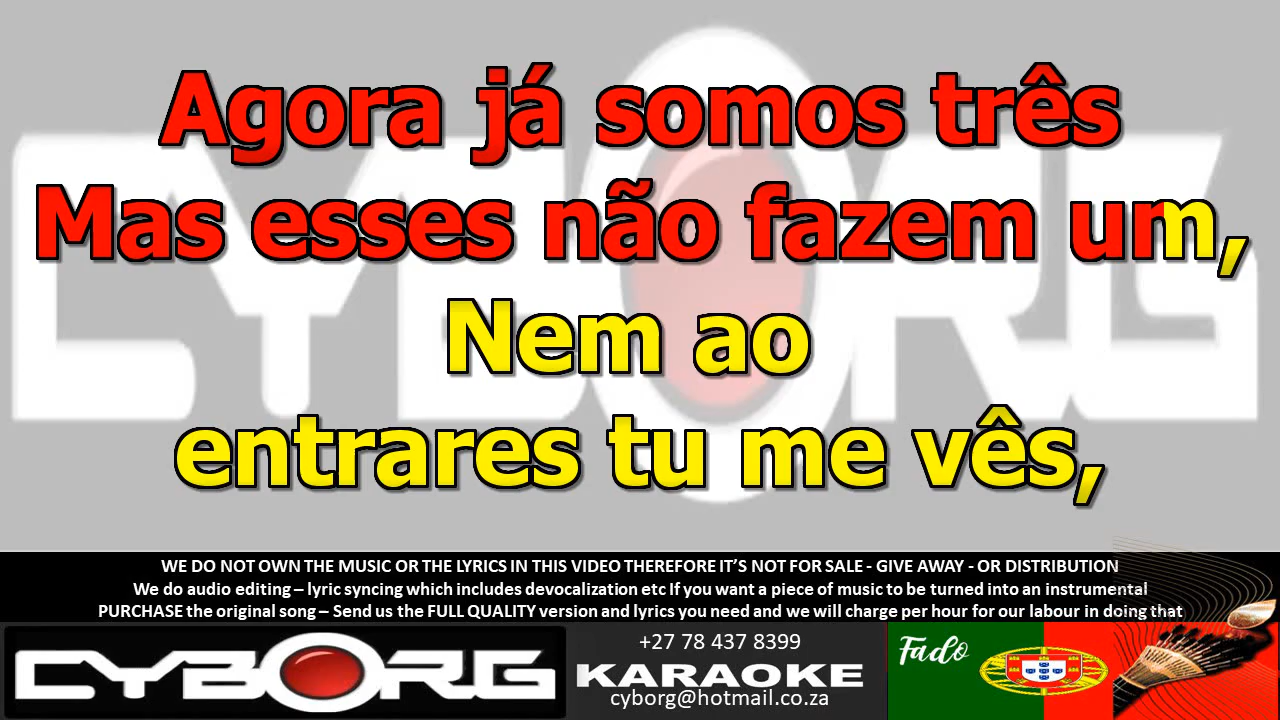 Agora já somos três
Mas esses não fazem um,
Nem ao
entrares tu me vês,
WE DO NOT OWN THE MUSIC OR THE LYRICS IN THIS VIDEO THEREFORE IT’S NOT FOR SALE - GIVE AWAY - OR DISTRIBUTION
We do audio editing – lyric syncing which includes devocalization etc If you want a piece of music to be turned into an instrumental
PURCHASE the original song – Send us the FULL QUALITY version and lyrics you need and we will charge per hour for our labour in doing that
CYBORG
+27 78 437 8399
KARAOKE
cyborg@hotmail.co.za
Fado